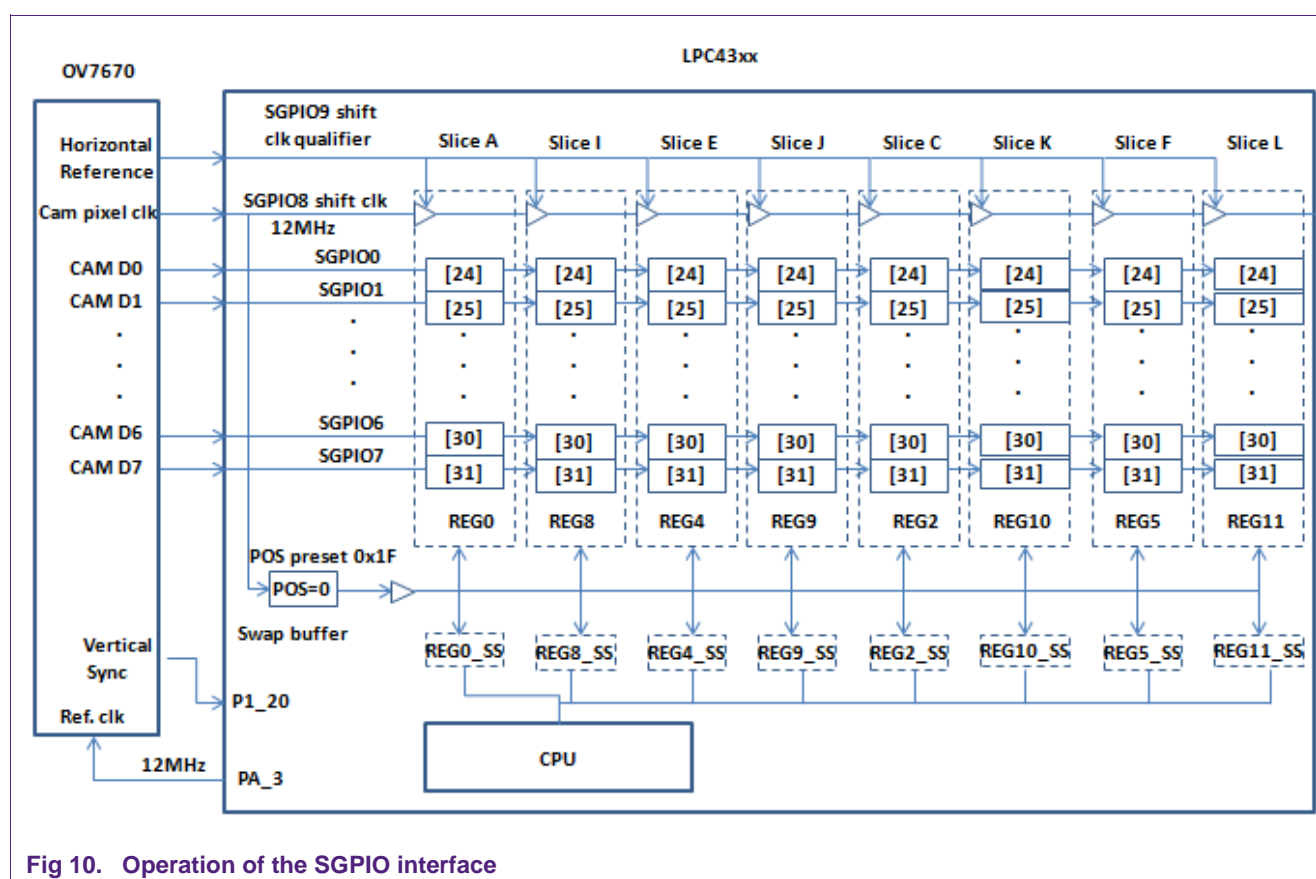 LPC43xx
OV7670
SGPIO9 shift
clk qualifier
Slice A Slice I Slice E Slice J Slice C Slice K Slice F Slice L
Horizontal
Reference
Cam pixel clk
SGPIO8 shift clk
12MHz
CAM D0 SGPIO0 [24] [24] [24] [24] [24] [24] [24] [24]
CAM D1 SGPIO1 [25] [25] [25] [25] [25] [25] [25] [25]
CAM D6 SGPIO6 [30] [30] [30] [30] [30] [30] [30] [30]
CAM D7 SGPIO7 [31] [31] [31] [31] [31] [31] [31] [31]
REG0 REG8 REG4 REG9 REG2 REG10 REG5 REG11
POS preset 0x1F
POS=0
Swap buffer
REG0_SS REG8_SS REG4_SS REG9_SS REG2_SS REG10_SS REG5_SS REG11_SS
Vertical
Sync
P1_20
Ref. clk
CPU
12MHz
PA_3
Fig 10. Operation of the SGPIO interface